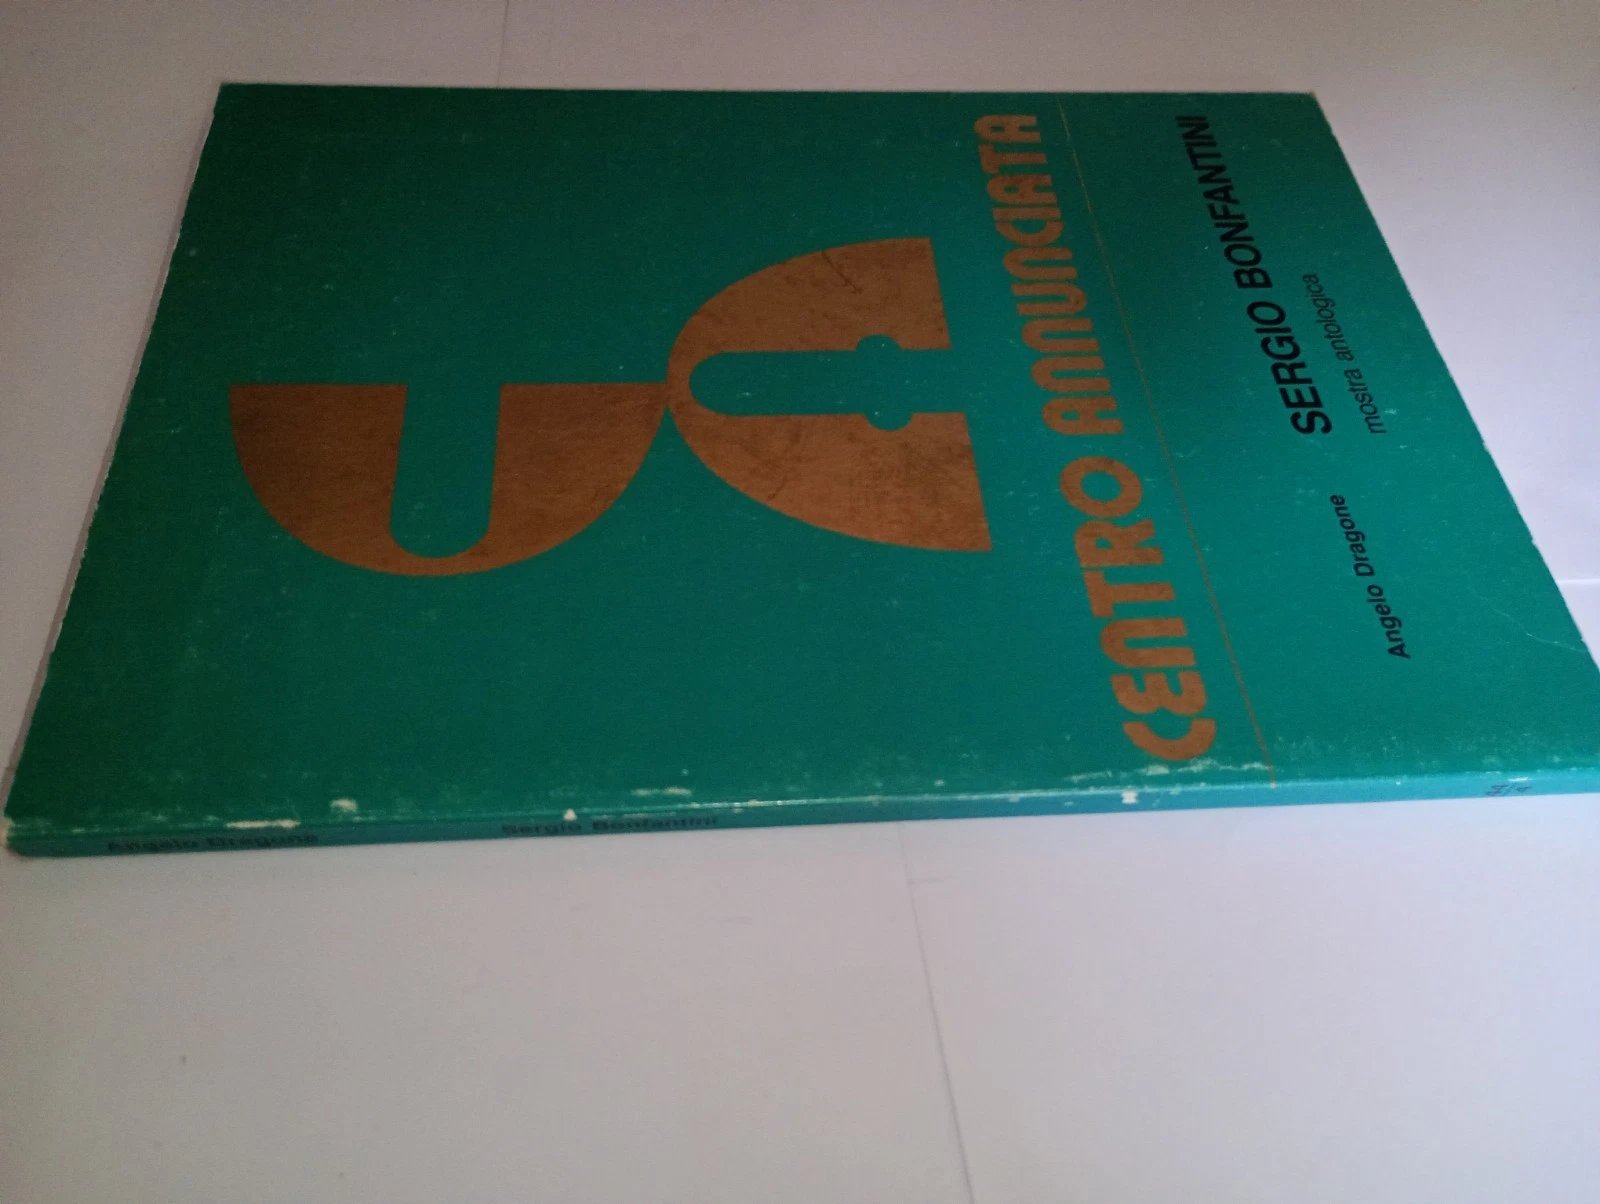 CENTRO ANNUNCIATA
SERGIO BONFANTINI
mostra antologica
Angelo Dragone
Angelo Dragone
Sergio Bonfantini